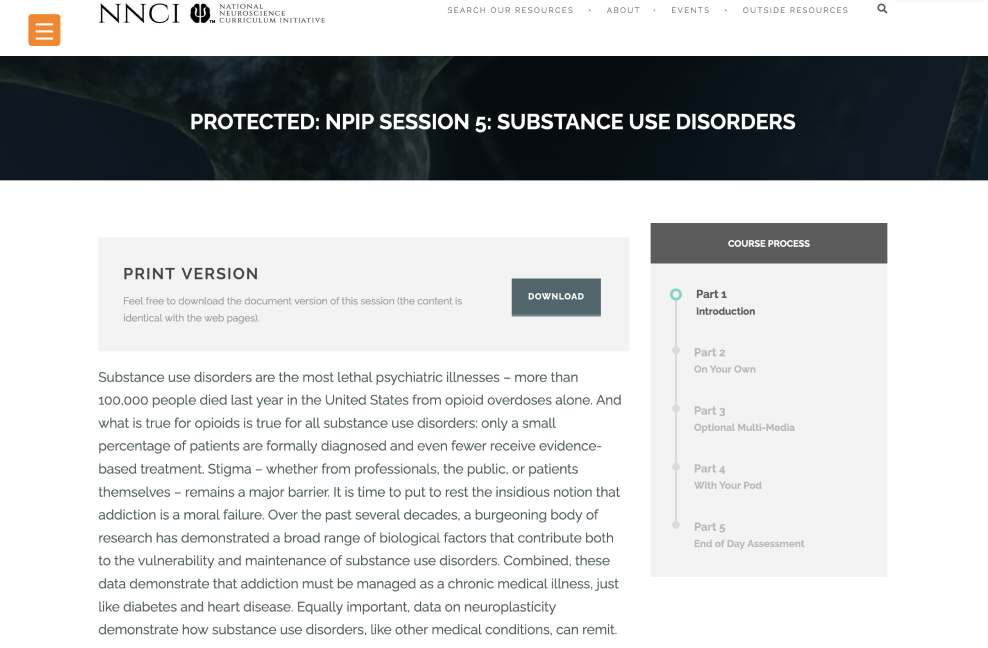 NNCI
NATIONAL
NEUROSCIENCE
CURRICULUM INITIATIVE
SEARCH OUR RESOURCES • ABOUT • EVENTS • OUTSIDE RESOURCES
PROTECTED: NPIP SESSION 5: SUBSTANCE USE DISORDERS
PRINT VERSION
Feel free to download the document version of this session (the content is
identical with the web pages).
DOWNLOAD
Substance use disorders are the most lethal psychiatric illnesses – more than
100,000 people died last year in the United States from opioid overdoses alone. And
what is true for opioids is true for all substance use disorders: only a small
percentage of patients are formally diagnosed and even fewer receive evidence-
based treatment. Stigma – whether from professionals, the public, or patients
themselves – remains a major barrier. It is time to put to rest the insidious notion that
addiction is a moral failure. Over the past several decades, a burgeoning body of
research has demonstrated a broad range of biological factors that contribute both
to the vulnerability and maintenance of substance use disorders. Combined, these
data demonstrate that addiction must be managed as a chronic medical illness, just
like diabetes and heart disease. Equally important, data on neuroplasticity
demonstrate how substance use disorders, like other medical conditions, can remit.
COURSE PROCESS
Part 1
Introduction
Part 2
On Your Own
Part 3
Optional Multi-Media
Part 4
With Your Pod
Part 5
End of Day Assessment